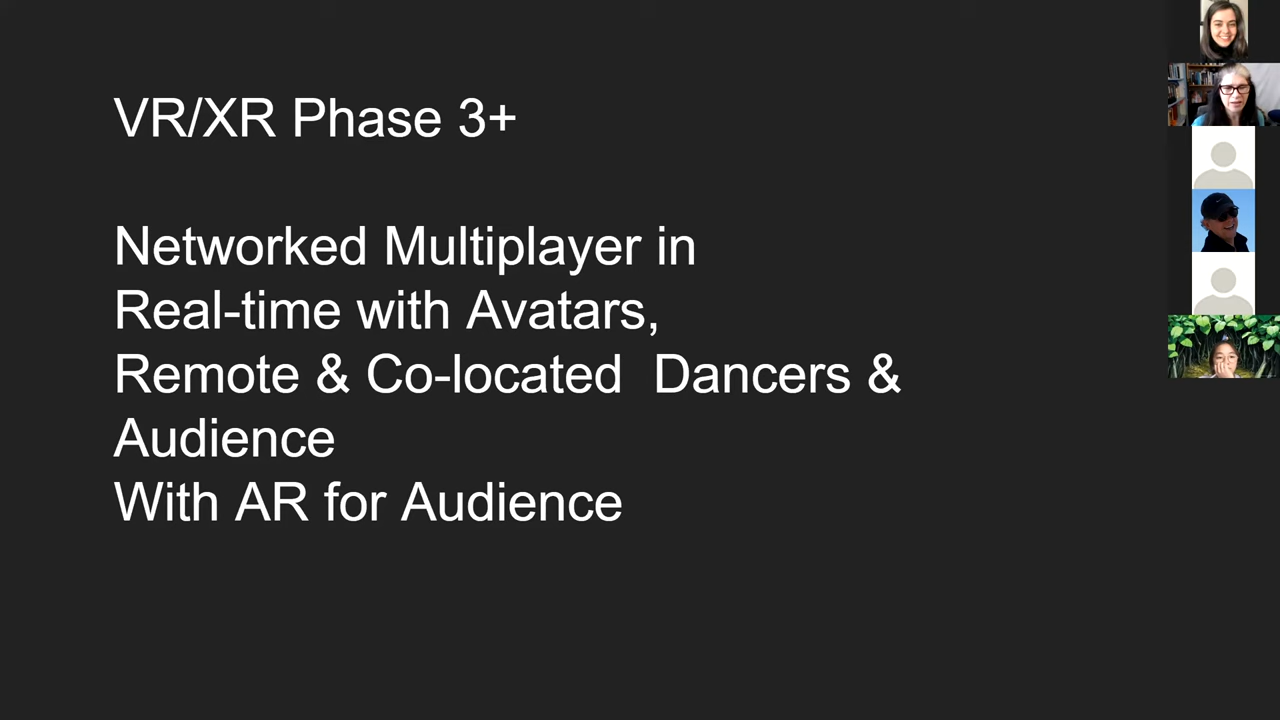 VR/XR Phase 3+
Networked Multiplayer in
Real-time with Avatars,
Remote & Co-located  Dancers &
Audience
With AR for Audience